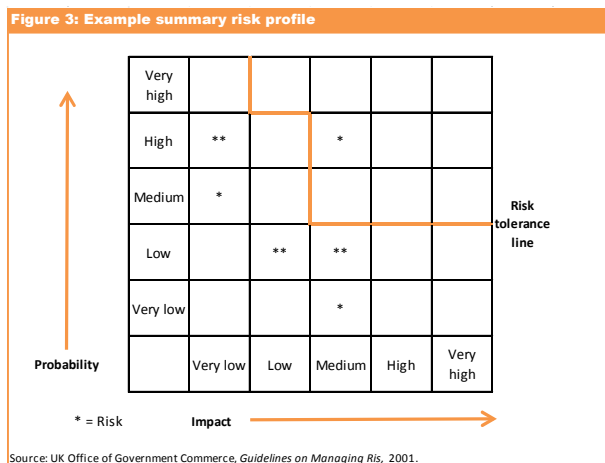 Figure 3: Example summary risk profile
Very
high
High ** *
Medium *
Risk
tolerance
line
Low ** **
Very low *
Probability
Very low Low Medium High Very
high
* = Risk Impact
Source: UK Office of Government Commerce, Guidelines on Managing Ris, 2001.